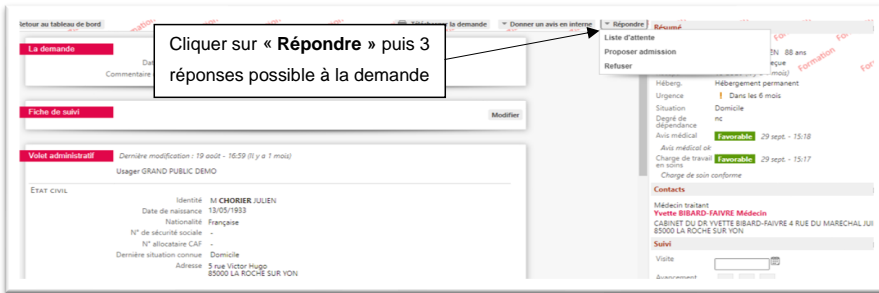 Retour au tableau de bord
la demande
Donner un avis en interne
Répondre
Résumé
Liste d'attente
Proposer admission
Refuser
Cliquer sur « Répondre » puis 3
réponses possible à la demande
La demande
Commentaire
EN 88 ans
Héberg. Hébergement permanent
Urgence ! Dans les 6 mois
Situation Domicile
Degré de dépendance nc
Avis médical Favorable 29 sept. - 15:18
Avis médical ok
Charge de travail en soins Favorable 29 sept. - 15:17
Charge de soin conforme
Fiche de suivi
Modifier
Volet administratif
Dernière modification : 19 août - 16:59 (Il y a 1 mois)
Usager GRAND PUBLIC DEMO
ETAT CIVIL
Identité M CHORIER JULIEN
Date de naissance 13/05/1933
Nationalité Française
N° de sécurité sociale -
N° allocataire CAF -
Dernière situation connue Domicile
Adresse 5 rue Victor Hugo
85000 LA ROCHE SUR YON
Contacts
Médecin traitant
Yvette BIBARD-FAIVRE Médecin
CABINET DU DR YVETTE BIBARD-FAIVRE 4 RUE DU MARECHAL JUI
85000 LA ROCHE SUR YON
Suivi
Visite
Avancement
Formation